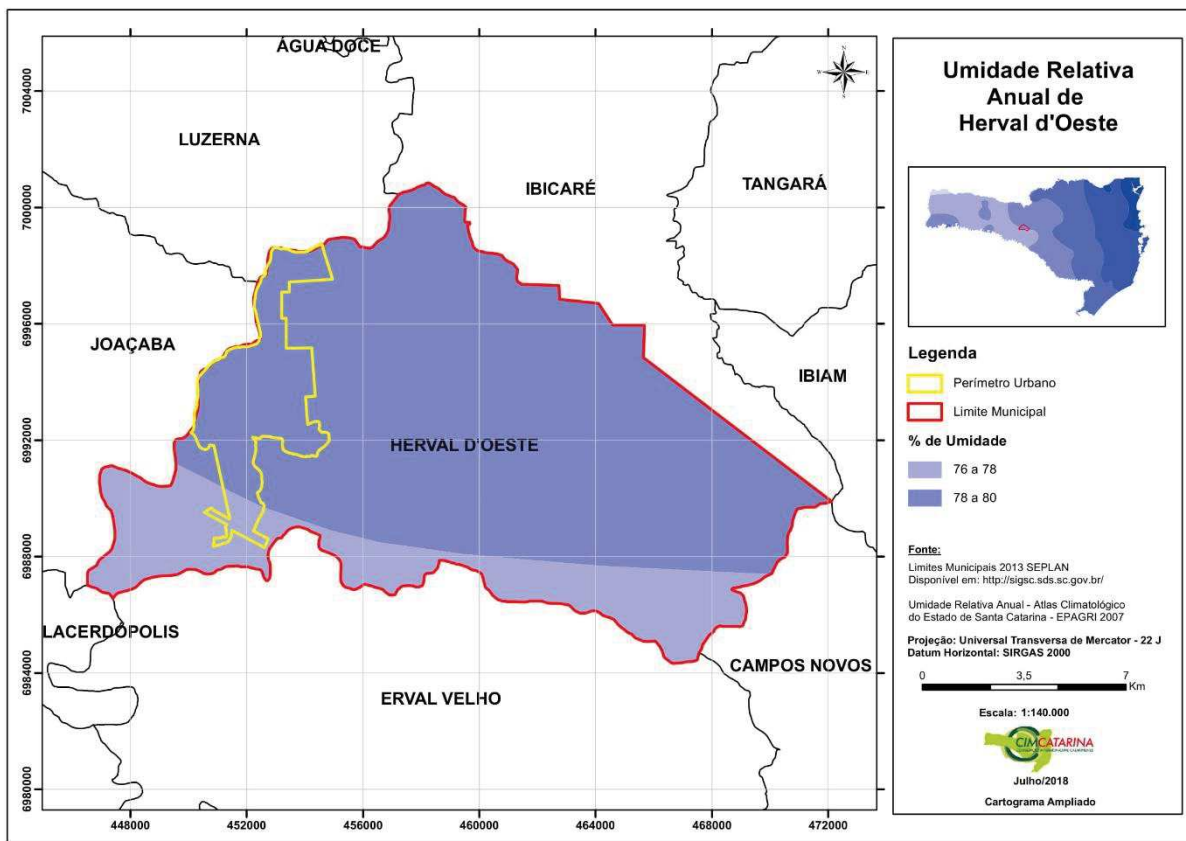 ÁGUA DOCE
LUZERNA
IBICARÉ
TANGARÁ
JOAÇABA
IBIAM
HERVAL D'OESTE
LACERDÓPOLIS
CAMPOS NOVOS
ERVAL VELHO
N
W
E
S
7004000
7000000
6996000
6992000
6988000
6984000
6980000
448000
452000
456000
460000
464000
468000
472000
Umidade Relativa
Anual de
Herval d'Oeste
Legenda
Perímetro Urbano
Limite Municipal
% de Umidade
76 a 78
78 a 80
Fonte:
Limites Municipais 2013 SEPLAN
Disponível em: http://sigsc.sds.sc.gov.br/
Umidade Relativa Anual - Atlas Climatológico
do Estado de Santa Catarina - EPAGRI 2007
Projeção: Universal Transversa de Mercator - 22 J
Datum Horizontal: SIRGAS 2000
0 3,5 7
Km
Escala: 1:140.000
CIMCATARINA
Julho/2018
Cartograma Ampliado